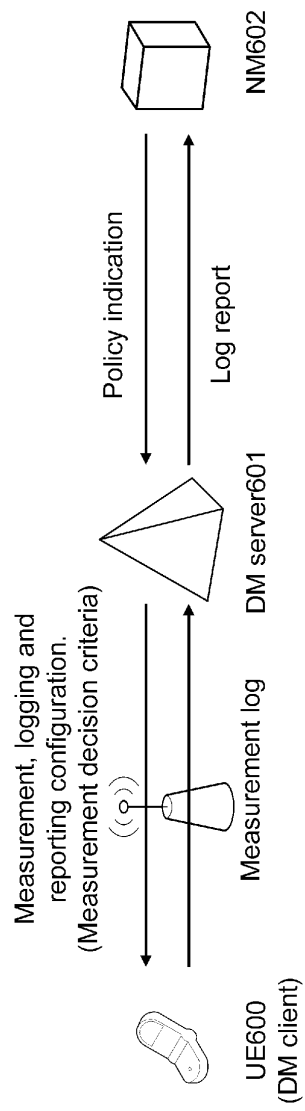 Measurement, logging and
reporting configuration.
(Measurement decision criteria)
Policy indication
Measurement log
Log report
UE600
(DM client)
DM server601
NM602